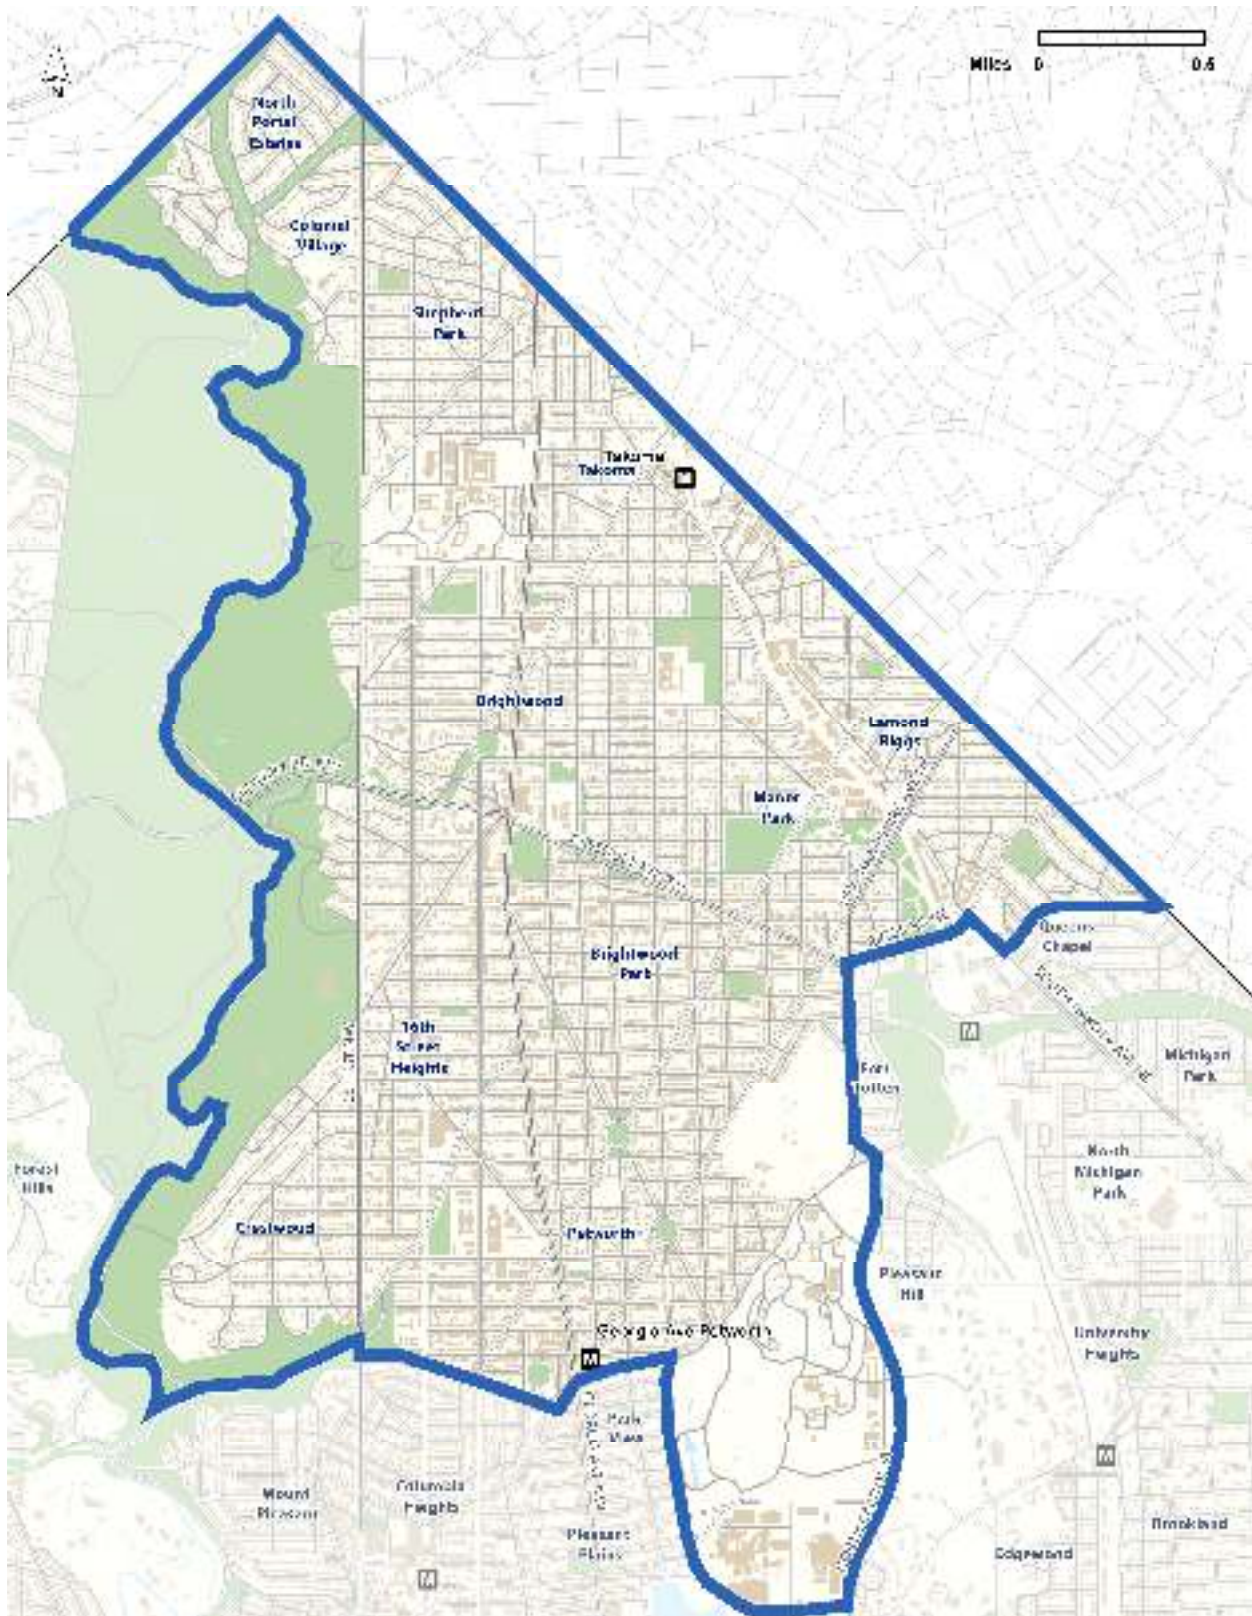 Miles 0 0.5
N
North
Portal
Estates
Colonial
Village
Shepherd
Park
Takoma
Takoma
M
Brightwood
Lamond
Riggs
Manor
Park
Queens
Chapel
Brightwood
Park
16th
Street
Heights
Fort
Totten
M
Michigan
Park
Forest
Hills
North
Michigan
Park
Crestwood
Petworth
Pleasant
Hill
Georgia Ave Petworth
M
University
Heights
Park
View
M
Mount
Pleasant
Columbia
Heights
Pleasant
Plains
Brookland
Edgewood
M